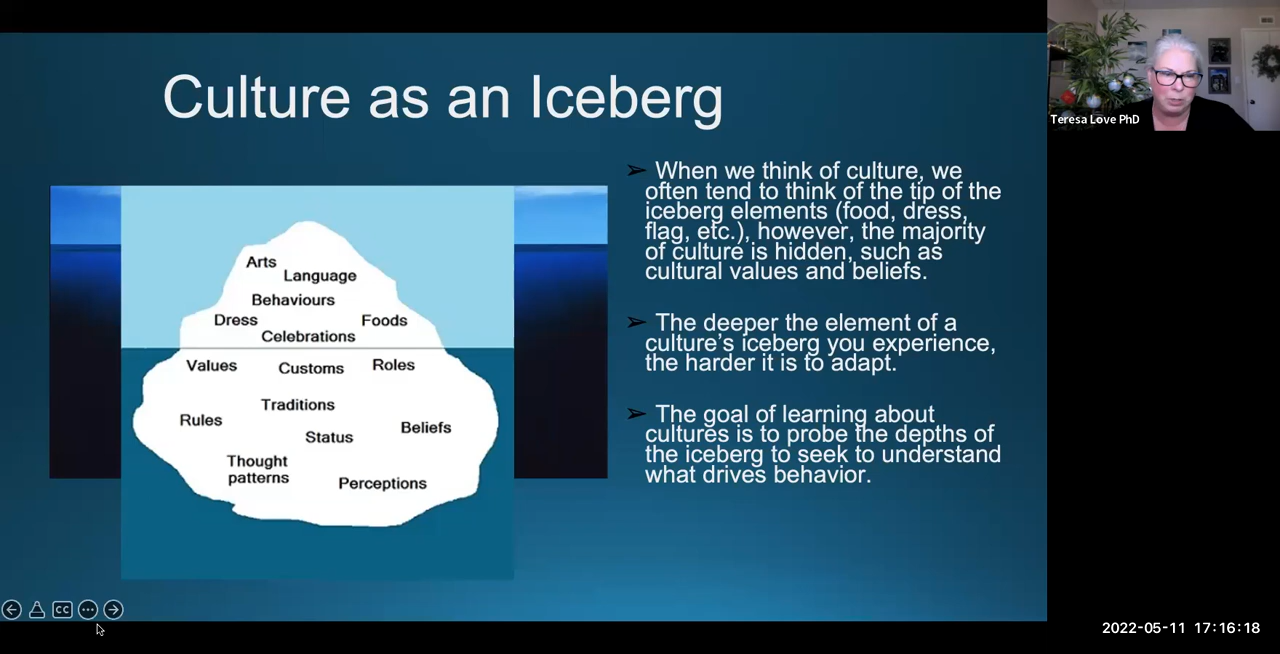 Culture as an Iceberg
Arts
Language
Behaviours
Dress
Foods
Celebrations
Values
Customs
Roles
Traditions
Rules
Status
Beliefs
Thought
patterns
Perceptions
➢ When we think of culture, we
often tend to think of the tip of the
iceberg elements (food, dress,
flag, etc.), however, the majority
of culture is hidden, such as
cultural values and beliefs.
➢ The deeper the element of a
culture’s iceberg you experience,
the harder it is to adapt.
➢ The goal of learning about
cultures is to probe the depths of
the iceberg to seek to understand
what drives behavior.
Teresa Love PhD
CC
2022-05-11 17:16:18